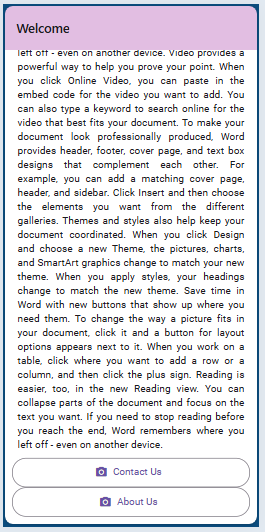 Welcome
left off - even on another device. Video provides a
powerful way to help you prove your point. When
you click Online Video, you can paste in the
embed code for the video you want to add. You
can also type a keyword to search online for the
video that best fits your document. To make your
document look professionally produced, Word
provides header, footer, cover page, and text box
designs that complement each other. For
example, you can add a matching cover page,
header, and sidebar. Click Insert and then choose
the elements you want from the different
galleries. Themes and styles also help keep your
document coordinated. When you click Design
and choose a new Theme, the pictures, charts,
and SmartArt graphics change to match your new
theme. When you apply styles, your headings
change to match the new theme. Save time in
Word with new buttons that show up where you
need them. To change the way a picture fits in
your document, click it and a button for layout
options appears next to it. When you work on a
table, click where you want to add a row or a
column, and then click the plus sign. Reading is
easier, too, in the new Reading view. You can
collapse parts of the document and focus on the
text you want. If you need to stop reading before
you reach the end, Word remembers where you
left off - even on another device.
Contact Us
About Us